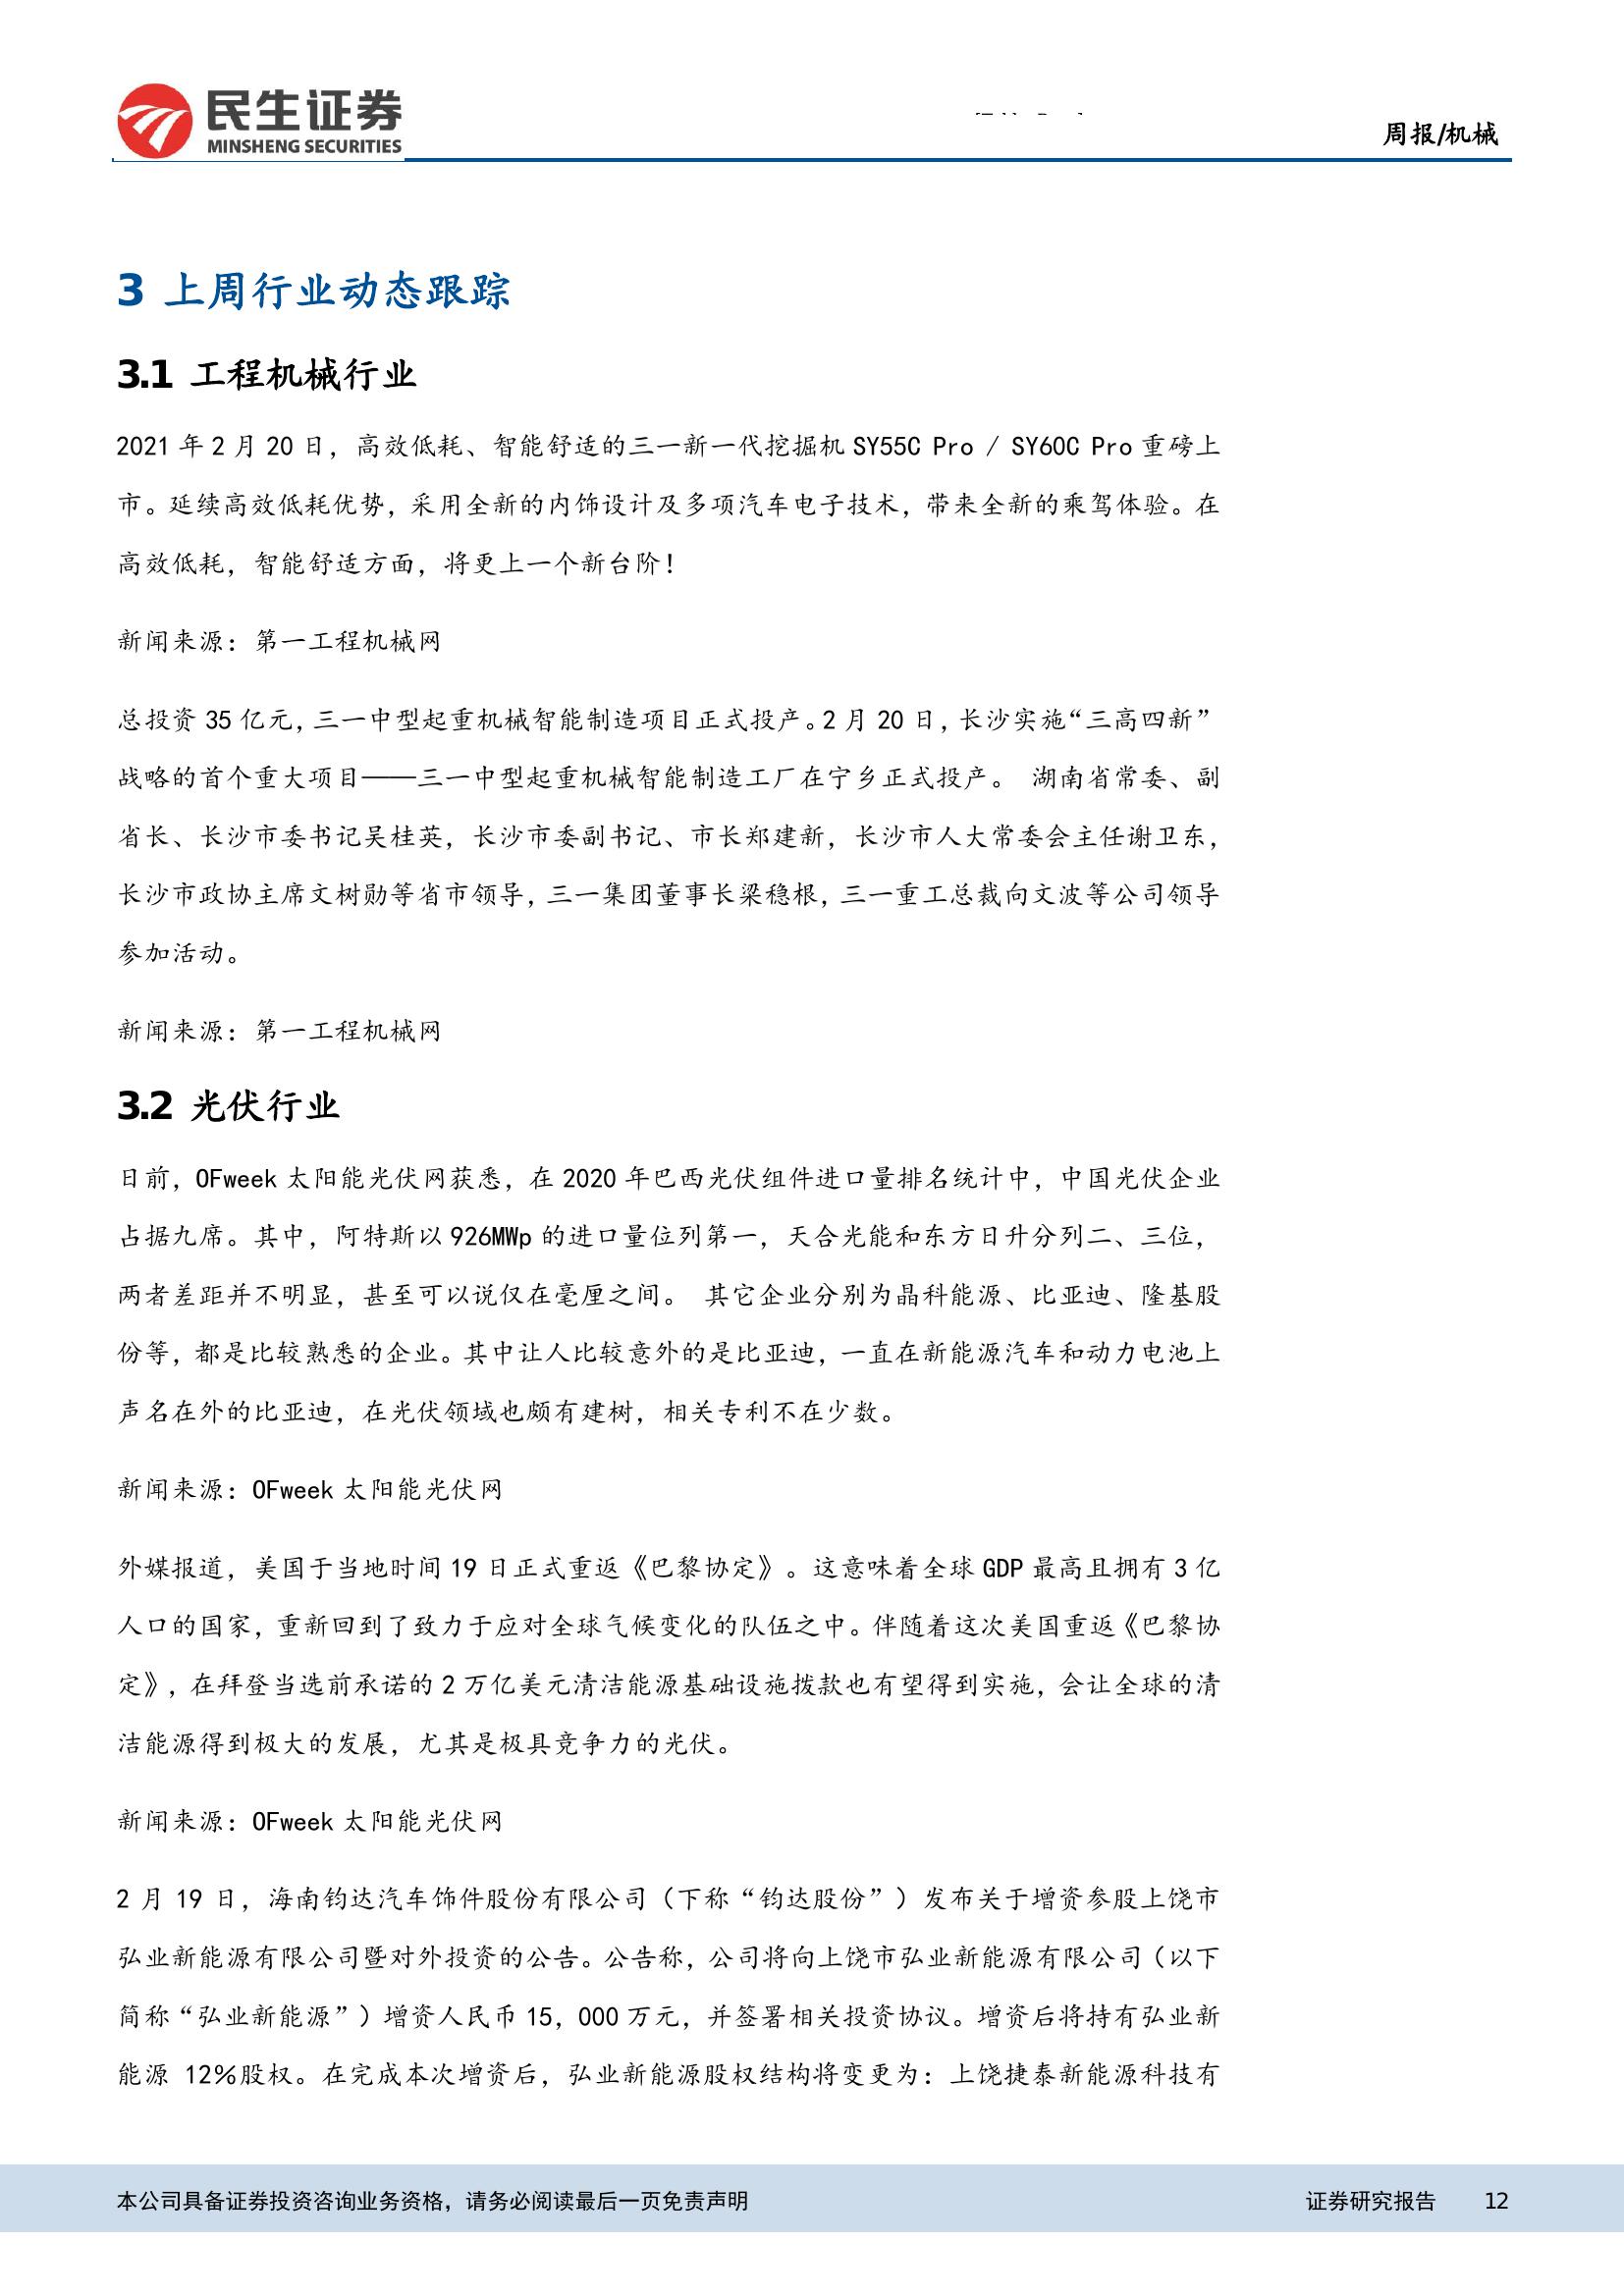 民生证券
MINSHENG SECURITIES
周报/机械
3 上周行业动态跟踪
3.1 工程机械行业
2021 年 2 月 20 日，高效低耗、智能舒适的三一新一代挖掘机 SY55C Pro / SY60C Pro 重磅上
市。延续高效低耗优势，采用全新的内饰设计及多项汽车电子技术，带来全新的乘驾体验。在
高效低耗，智能舒适方面，将更上一个新台阶！
新闻来源：第一工程机械网
总投资 35 亿元，三一中型起重机械智能制造项目正式投产。2 月 20 日，长沙实施“三高四新”
战略的首个重大项目——三一中型起重机械智能制造工厂在宁乡正式投产。 湖南省常委、副
省长、长沙市委书记吴桂英，长沙市委副书记、市长郑建新，长沙市人大常委会主任谢卫东，
长沙市政协主席文树勋等省市领导，三一集团董事长梁稳根，三一重工总裁向文波等公司领导
参加活动。
新闻来源：第一工程机械网
3.2 光伏行业
日前，OFweek 太阳能光伏网获悉，在 2020 年巴西光伏组件进口量排名统计中，中国光伏企业
占据九席。其中，阿特斯以 926MWp 的进口量位列第一，天合光能和东方日升分列二、三位，
两者差距并不明显，甚至可以说仅在毫厘之间。 其它企业分别为晶科能源、比亚迪、隆基股
份等，都是比较熟悉的企业。其中让人比较意外的是比亚迪，一直在新能源汽车和动力电池上
声名在外的比亚迪，在光伏领域也颇有建树，相关专利不在少数。
新闻来源：OFweek 太阳能光伏网
外媒报道，美国于当地时间 19 日正式重返《巴黎协定》。这意味着全球 GDP 最高且拥有 3 亿
人口的国家，重新回到了致力于应对全球气候变化的队伍之中。伴随着这次美国重返《巴黎协
定》，在拜登当选前承诺的 2 万亿美元清洁能源基础设施拨款也有望得到实施，会让全球的清
洁能源得到极大的发展，尤其是极具竞争力的光伏。
新闻来源：OFweek 太阳能光伏网
2 月 19 日，海南钧达汽车饰件股份有限公司（下称“钧达股份”）发布关于增资参股上饶市
弘业新能源有限公司暨对外投资的公告。公告称，公司将向上饶市弘业新能源有限公司（以下
简称“弘业新能源”）增资人民币 15，000 万元，并签署相关投资协议。增资后将持有弘业新
能源 12%股权。在完成本次增资后，弘业新能源股权结构将变更为：上饶捷泰新能源科技有
本公司具备证券投资咨询业务资格，请务必阅读最后一页免责声明
证券研究报告 12